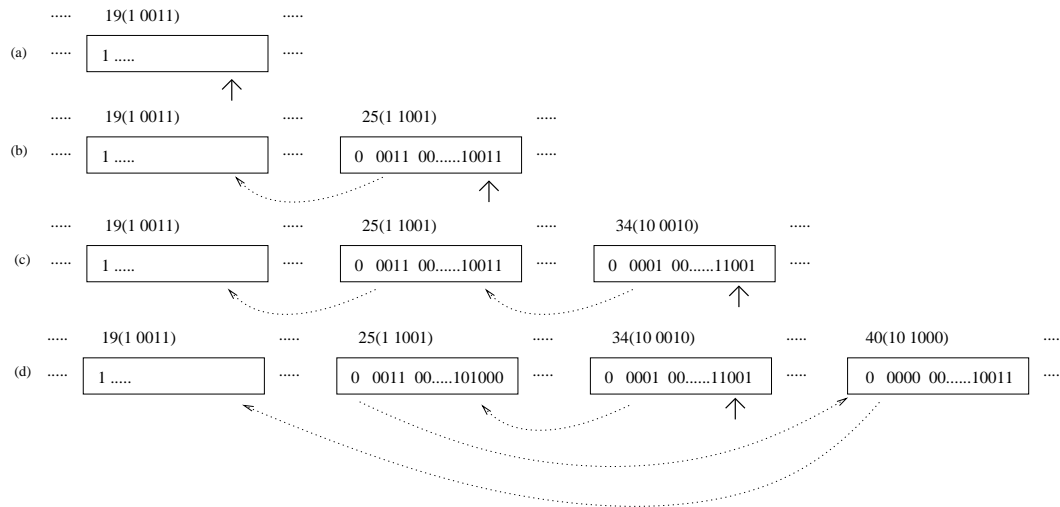 ..... 19(1 0011) .....
(a) ..... 1 ..... .....
..... 19(1 0011) ..... 25(1 1001) .....
(b) ..... 1 ..... ..... 0 0011 00......10011 .....
..... 19(1 0011) ..... 25(1 1001) ..... 34(10 0010) .....
(c) ..... 1 ..... ..... 0 0011 00......10011 ..... 0 0001 00......11001 .....
..... 19(1 0011) ..... 25(1 1001) ..... 34(10 0010) ..... 40(10 1000) ....
(d) ..... 1 ..... ..... 0 0011 00.....101000 ..... 0 0001 00......11001 ..... 0 0000 00......10011 ....